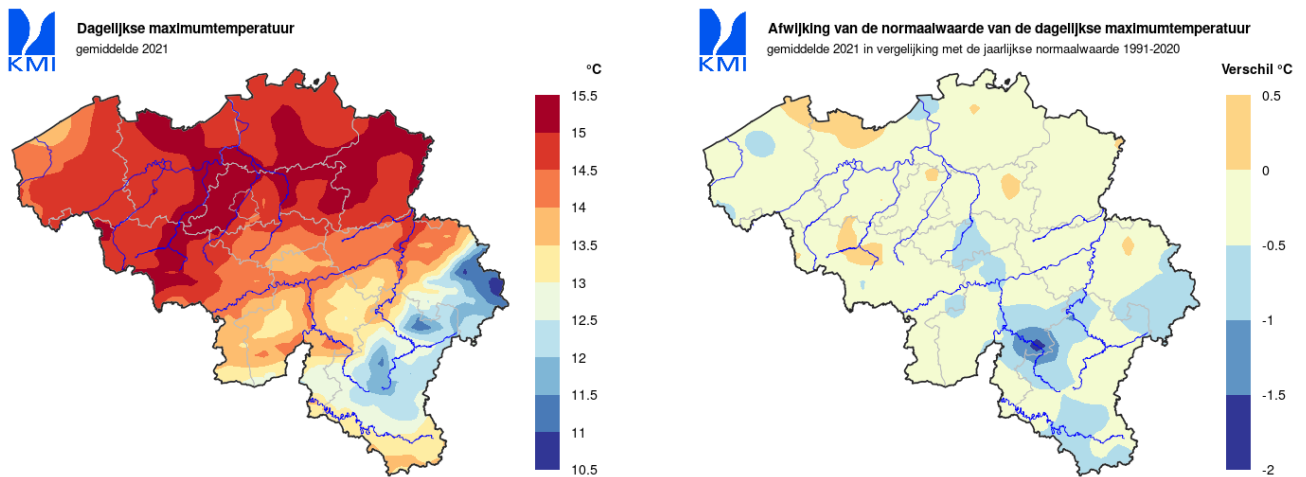 Dagelijkse maximumtemperatuur
gemiddelde 2021
KMI
°C
15.5
15
14.5
14
13.5
13
12.5
12
11.5
11
10.5
Afwijking van de normaalwaarde van de dagelijkse maximumtemperatuur
gemiddelde 2021 in vergelijking met de jaarlijkse normaalwaarde 1991-2020
KMI
Verschil °C
0.5
0
-0.5
-1
-1.5
-2